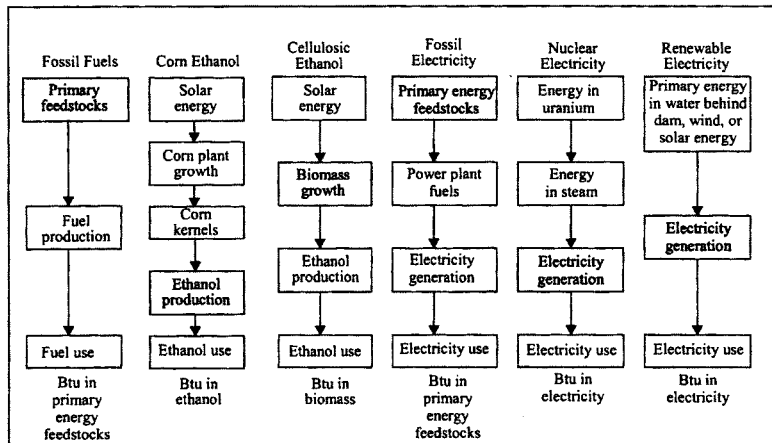 Fossil Fuels
Primary
feedstocks
Fuel
production
Fuel use
Btu in
primary
energy
feedstocks
Corn Ethanol
Solar
energy
Corn plant
growth
Corn
kernels
Ethanol
production
Ethanol use
Btu in
ethanol
Cellulosic
Ethanol
Solar
energy
Biomass
growth
Ethanol
production
Ethanol use
Btu in
biomass
Fossil
Electricity
Primary energy
feedstocks
Power plant
fuels
Electricity
generation
Electricity use
Btu in
primary
energy
feedstocks
Nuclear
Electricity
Energy in
uranium
Energy
in steam
Electricity
generation
Electricity use
Btu in
electricity
Renewable
Electricity
Primary energy
in water behind
dam, wind, or
solar energy
Electricity
generation
Electricity use
Btu in
electricity